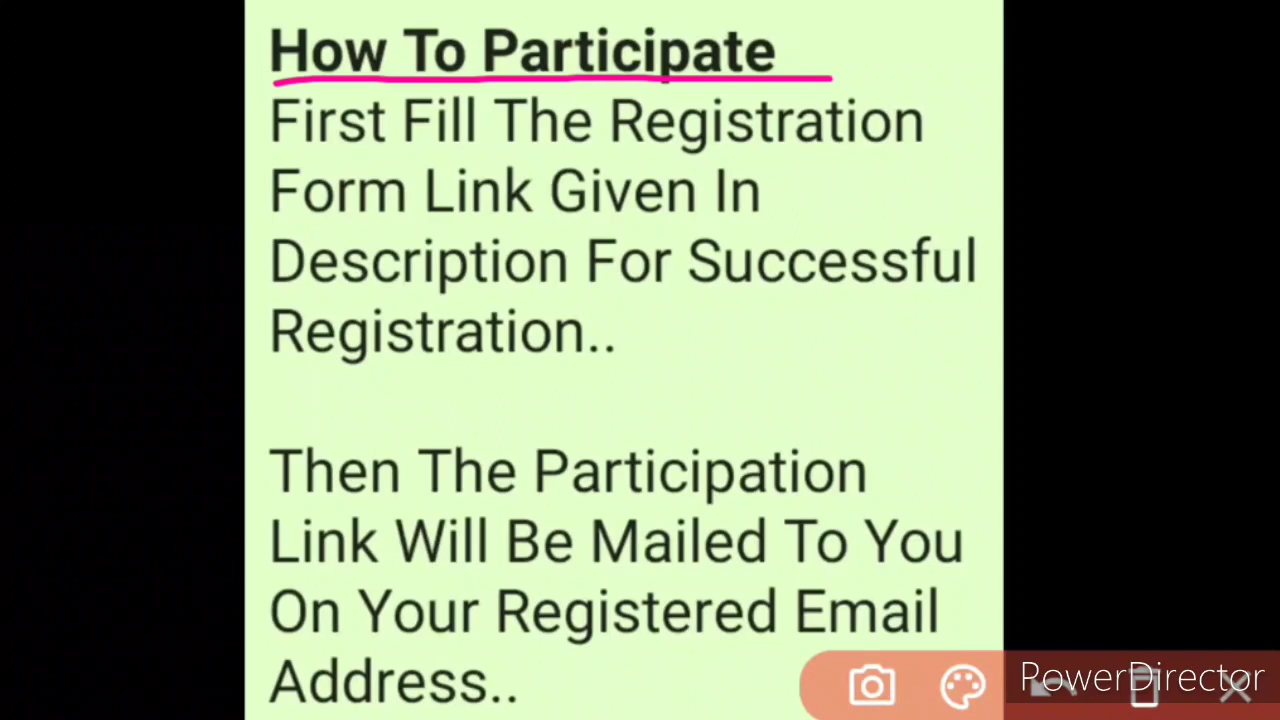 How To Participate
First Fill The Registration
Form Link Given In
Description For Successful
Registration..
Then The Participation
Link Will Be Mailed To You
On Your Registered Email
Address..
PowerDirector